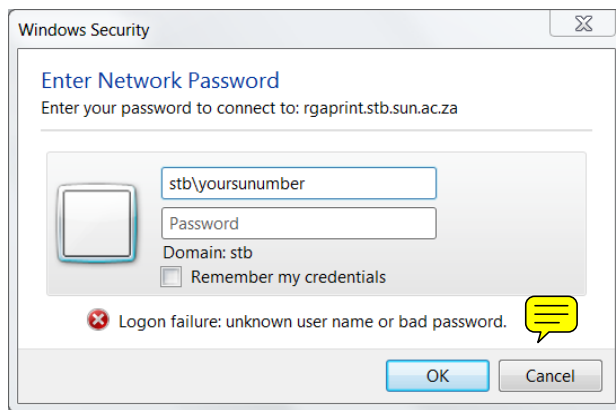 Windows Security
Enter Network Password
Enter your password to connect to: rgaprint.stb.sun.ac.za
stb\yoursunumber
Password
Domain: stb
Remember my credentials
Logon failure: unknown user name or bad password.
OK
Cancel